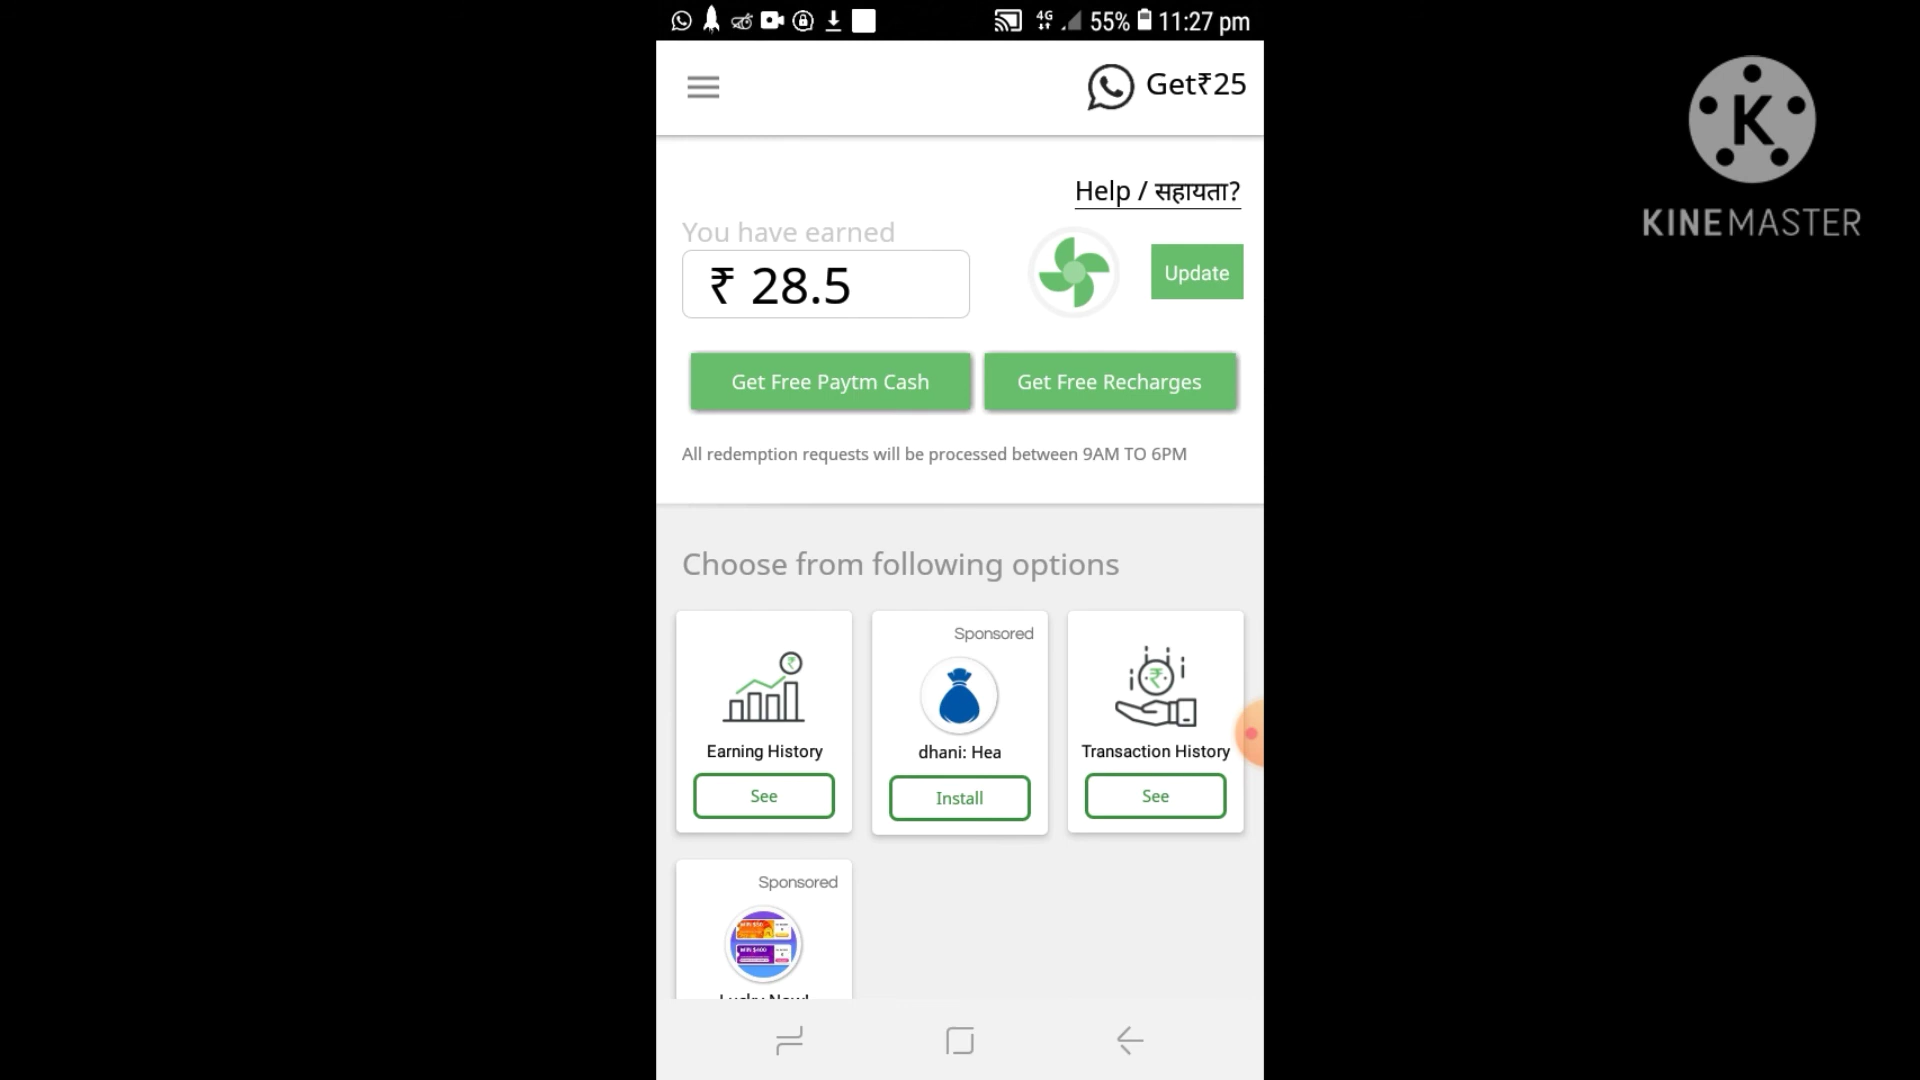 4G 55% 11:27 pm
Get₹25
K
KINEMASTER
Help / सहायता?
You have earned
₹ 28.5
Update
Get Free Paytm Cash
Get Free Recharges
All redemption requests will be processed between 9AM TO 6PM
Choose from following options
Earning History
See
Sponsored
dhani: Hea
Install
Transaction History
See
Sponsored